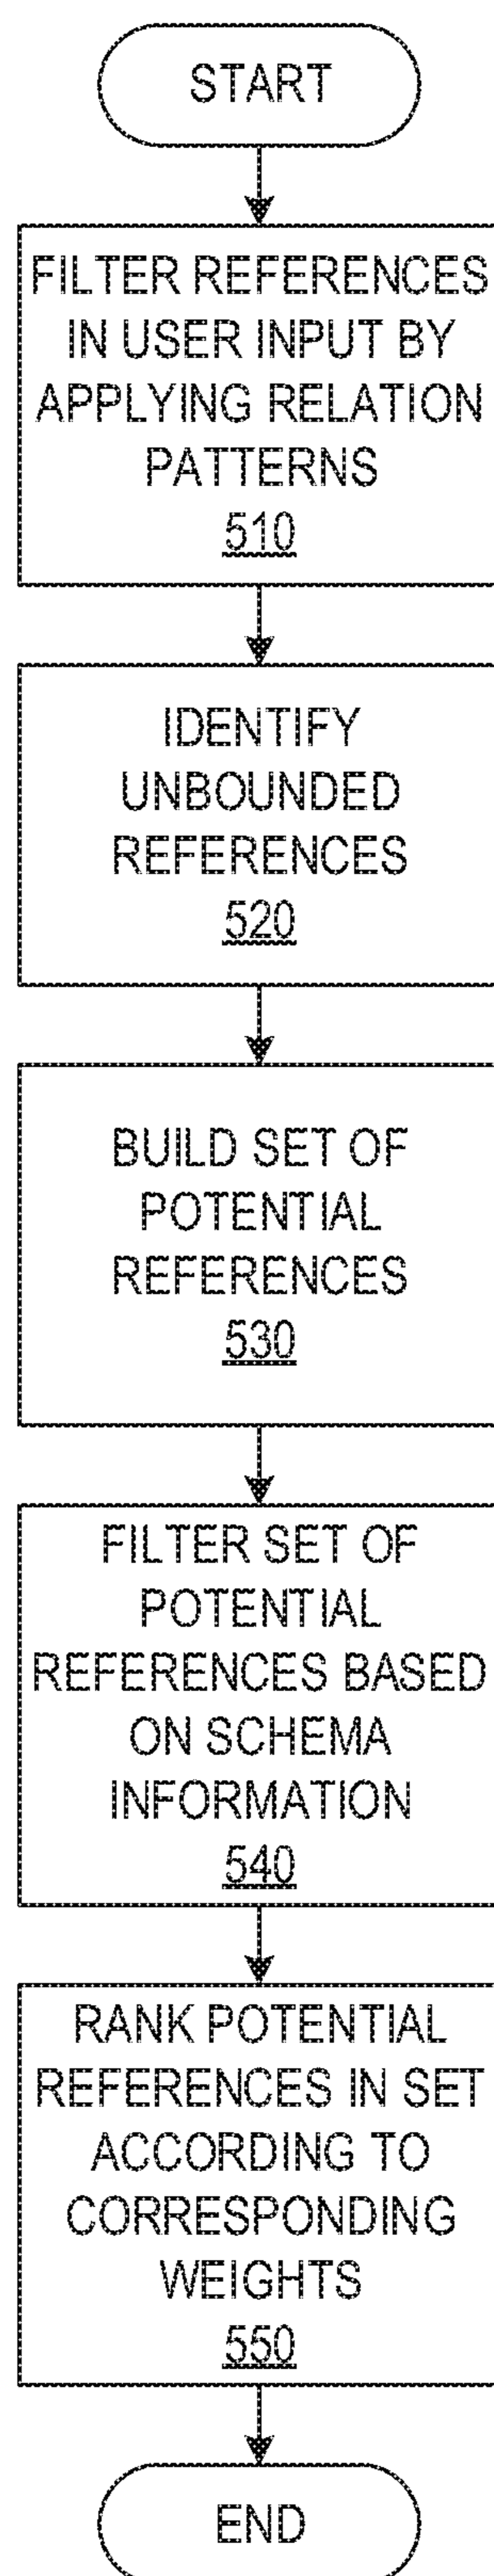 START
FILTER REFERENCES
IN USER INPUT BY
APPLYING RELATION
PATTERNS
510
IDENTIFY
UNBOUNDED
REFERENCES
520
BUILD SET OF
POTENTIAL
REFERENCES
530
FILTER SET OF
POTENTIAL
REFERENCES BASED
ON SCHEMA
INFORMATION
540
RANK POTENTIAL
REFERENCES IN SET
ACCORDING TO
CORRESPONDING
WEIGHTS
550
END